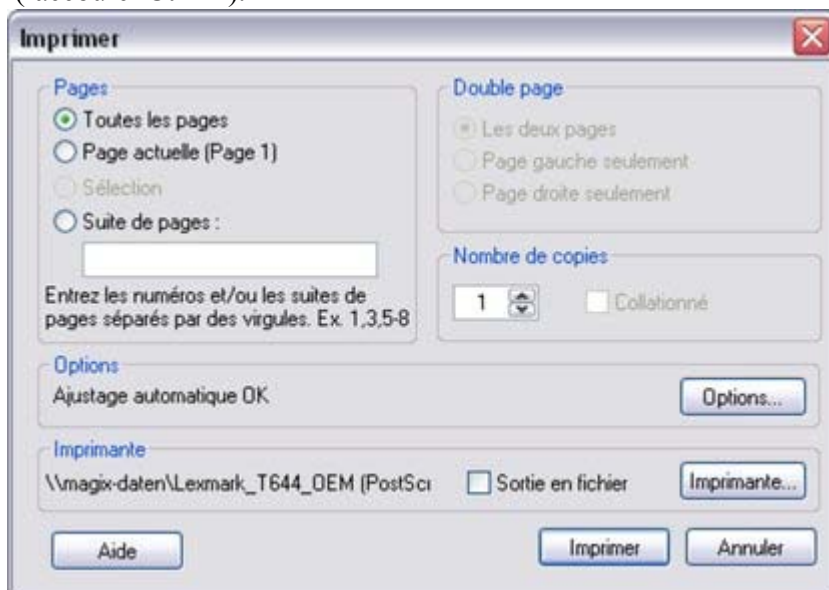 Imprimer
Pages
Toutes les pages
Page actuelle (Page 1)
Sélection
Suite de pages :
Entrez les numéros et/ou les suites de
pages séparés par des virgules. Ex. 1,3,5-8
Double page
Les deux pages
Page gauche seulement
Page droite seulement
Nombre de copies
1
Collationné
Options
Ajustage automatique OK
Options...
Imprimante
\\magix-daten\Lexmark_T644_OEM (PostSc
Sortie en fichier
Imprimante...
Aide
Imprimer
Annuler